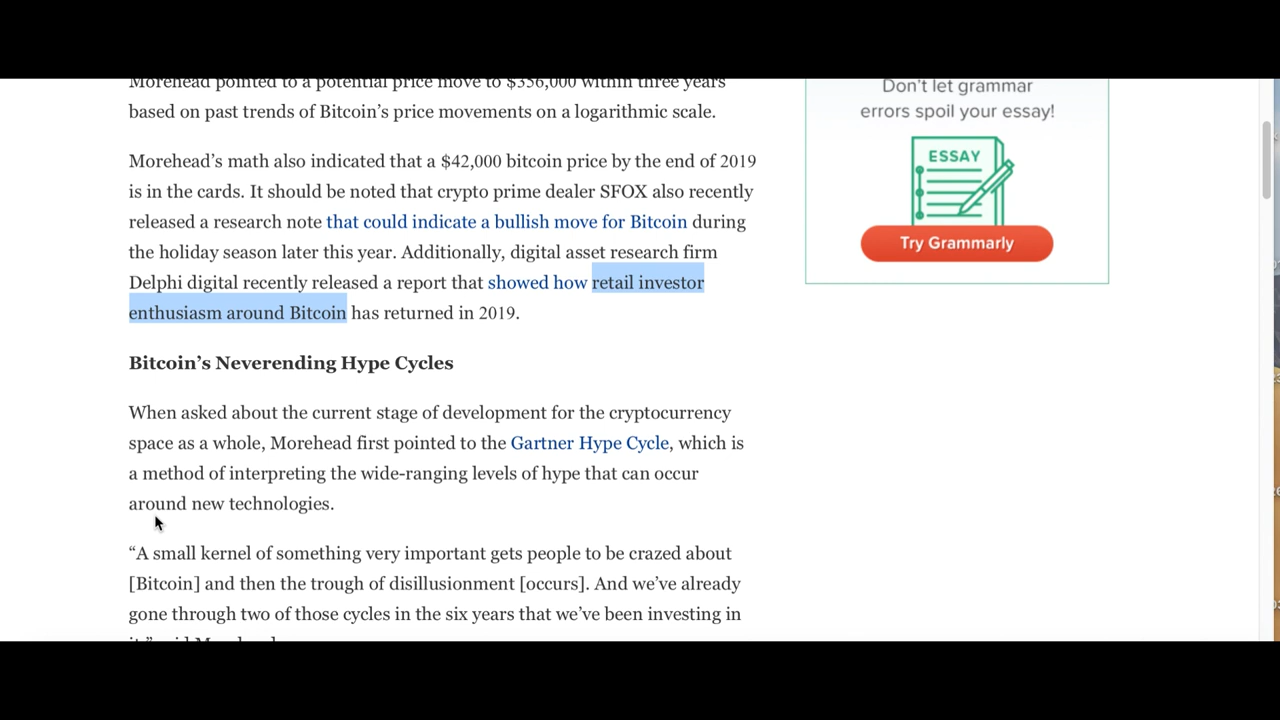 Morehead pointed to a potential price move to $356,000 within three years
based on past trends of Bitcoin’s price movements on a logarithmic scale.
Morehead’s math also indicated that a $42,000 bitcoin price by the end of 2019
is in the cards. It should be noted that crypto prime dealer SFOX also recently
released a research note that could indicate a bullish move for Bitcoin during
the holiday season later this year. Additionally, digital asset research firm
Delphi digital recently released a report that showed how retail investor
enthusiasm around Bitcoin has returned in 2019.
Bitcoin’s Neverending Hype Cycles
When asked about the current stage of development for the cryptocurrency
space as a whole, Morehead first pointed to the Gartner Hype Cycle, which is
a method of interpreting the wide-ranging levels of hype that can occur
around new technologies.
“A small kernel of something very important gets people to be crazed about
[Bitcoin] and then the trough of disillusionment [occurs]. And we’ve already
gone through two of those cycles in the six years that we’ve been investing in
it,” said Morehead
Don't let grammar
errors spoil your essay!
ESSAY
Try Grammarly